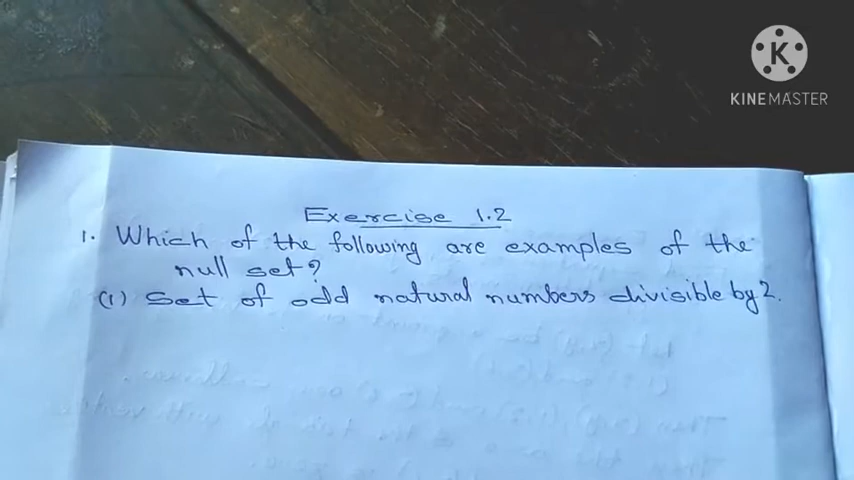 KINEMASTER
Exercise 1.2
1. Which of the following are examples of the
null set?
(1) Set of odd natural numbers divisible by 2.